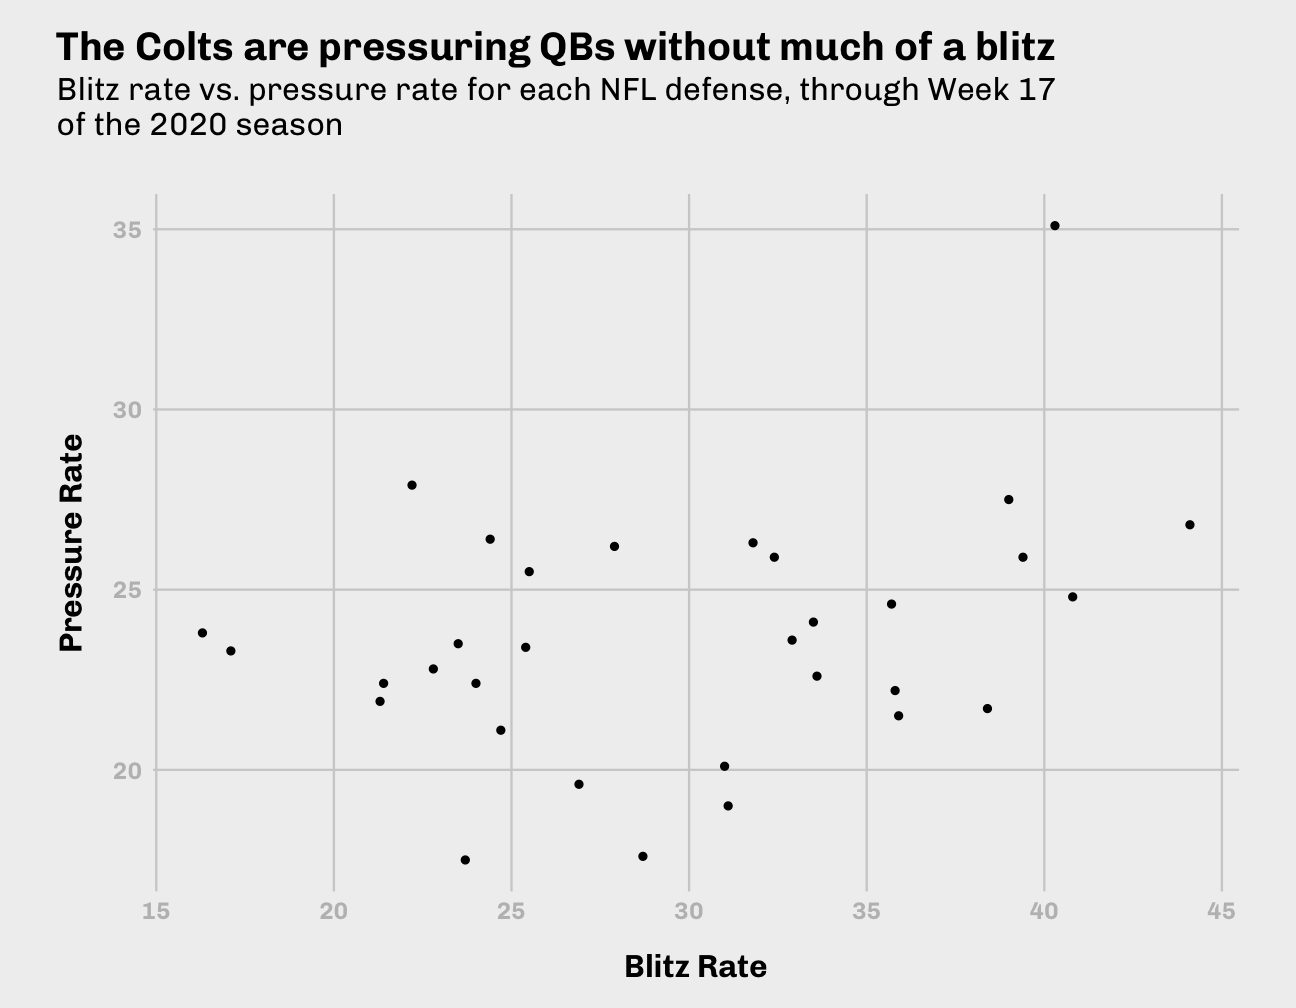 The Colts are pressuring QBs without much of a blitz
Blitz rate vs. pressure rate for each NFL defense, through Week 17
of the 2020 season
35
30
25
20
Pressure Rate
15 20 25 30 35 40 45
Blitz Rate